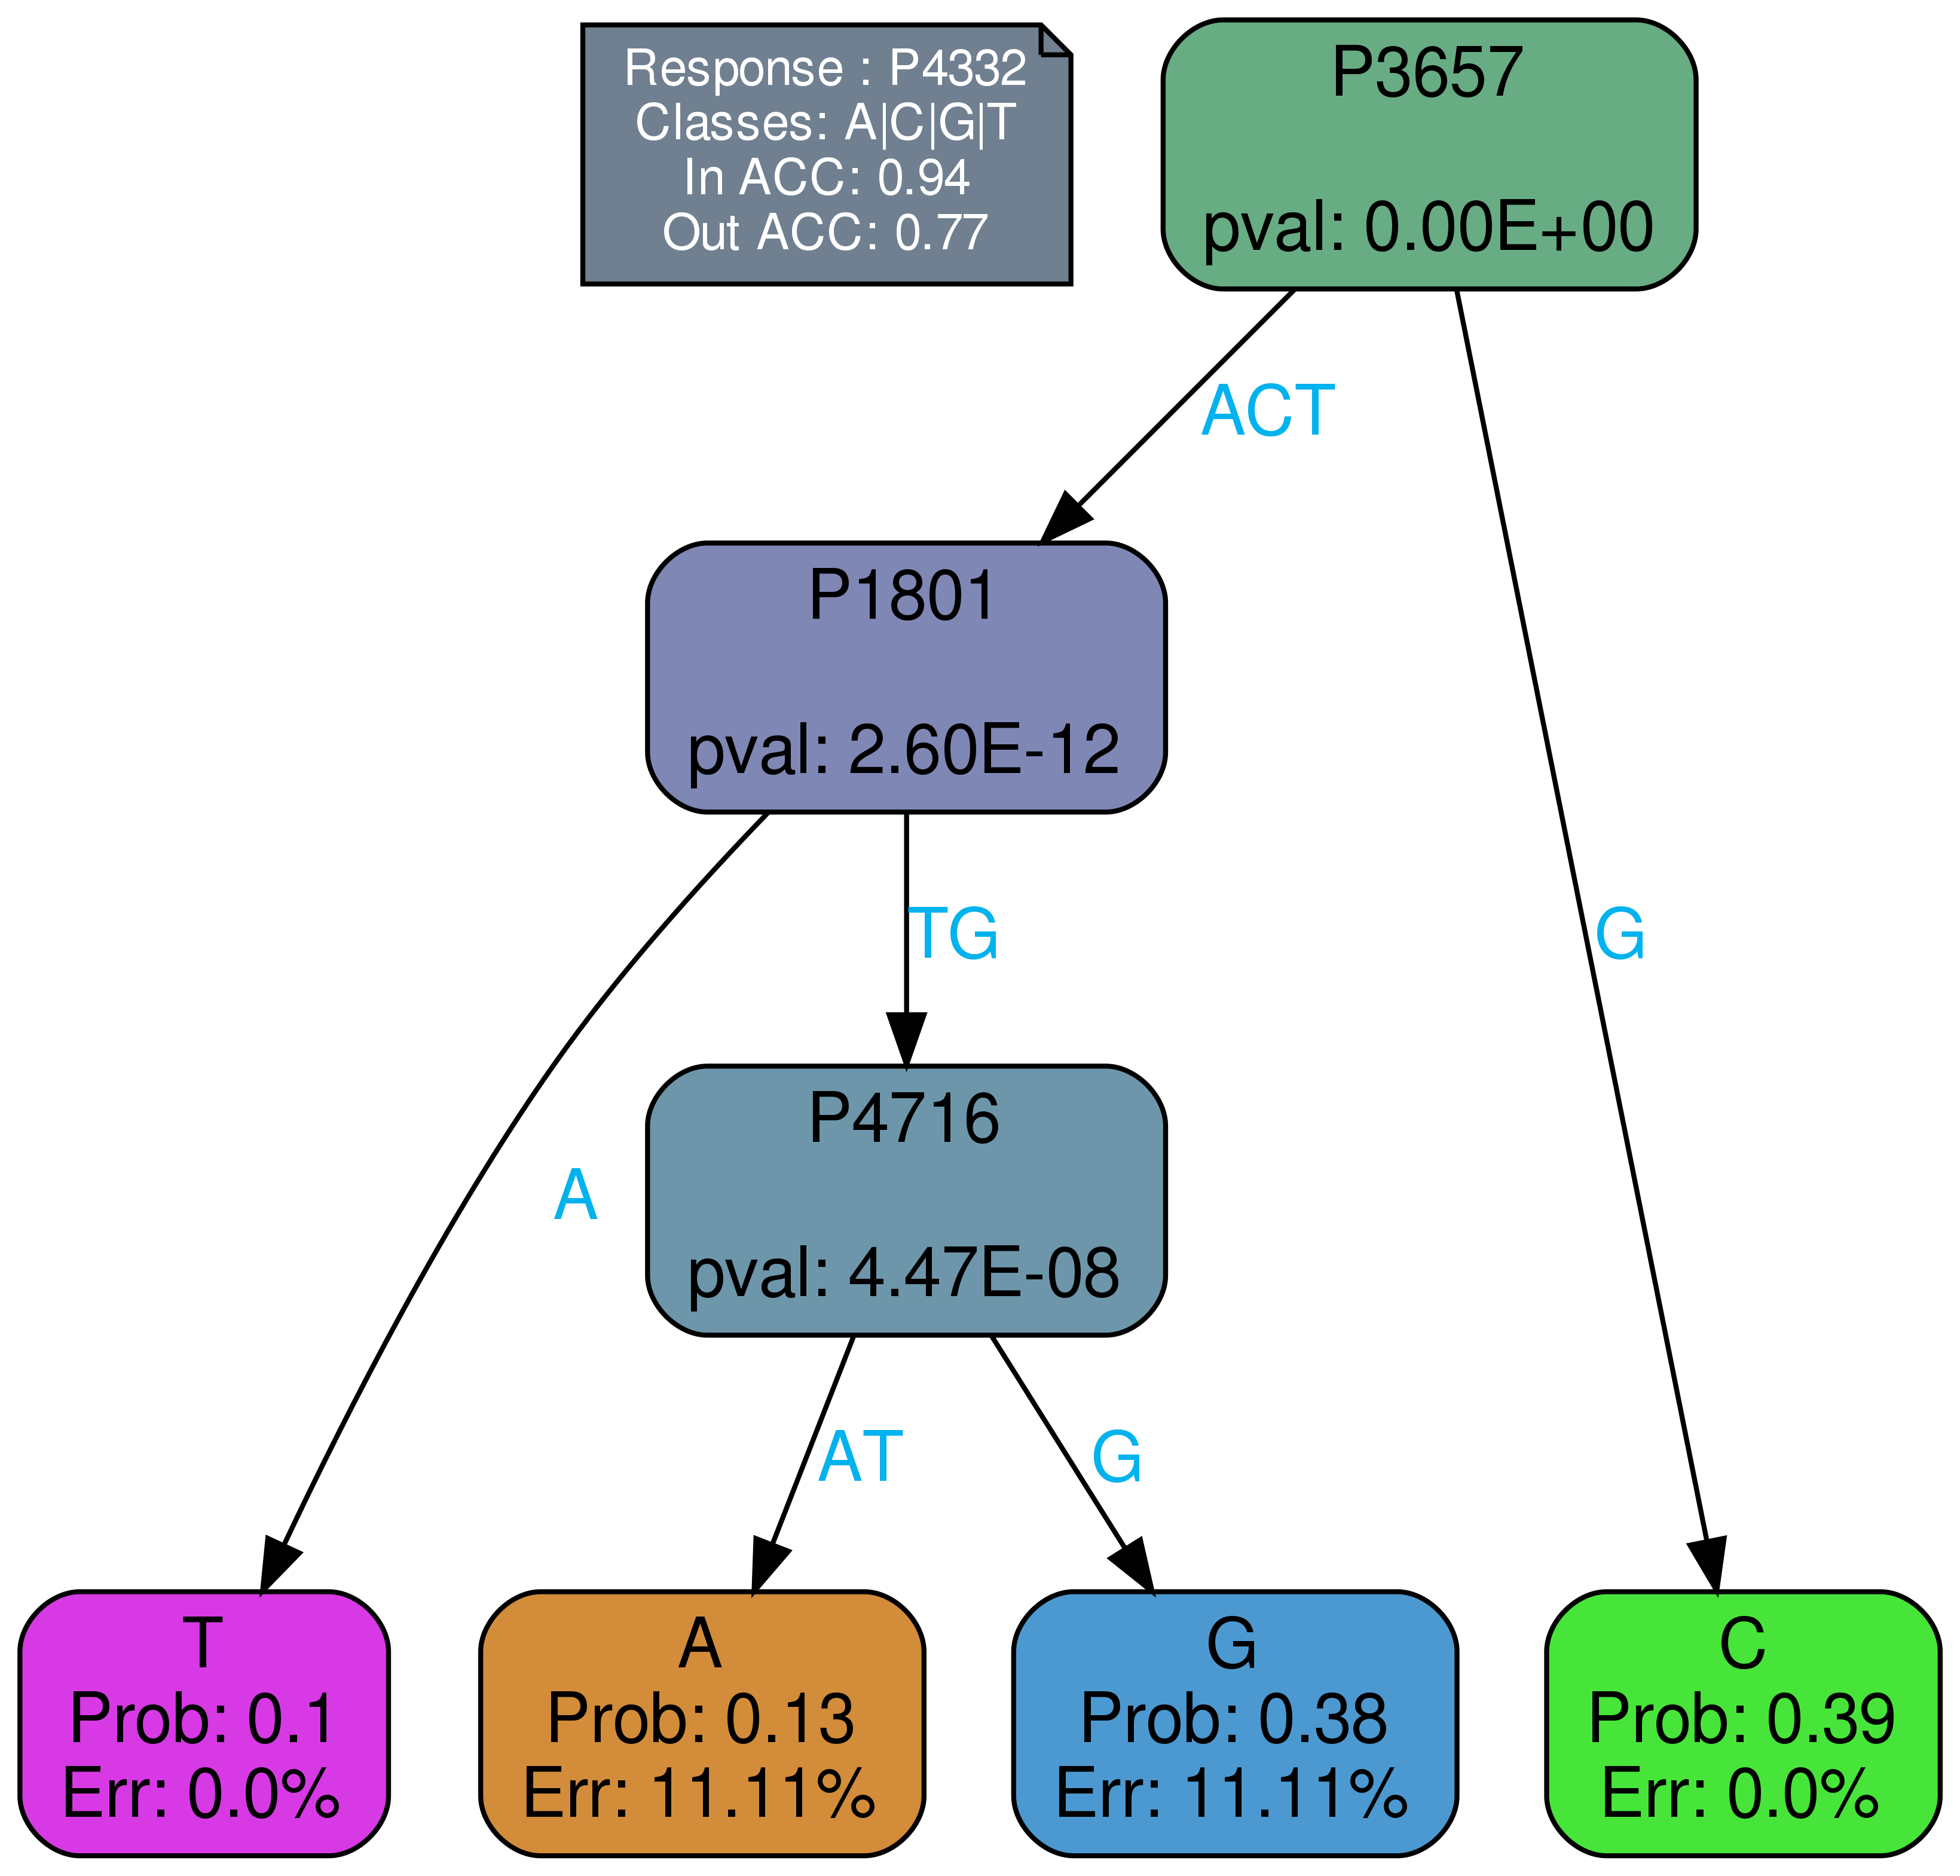 Response : P4332
Classes: A|C|G|T
In ACC: 0.94
Out ACC: 0.77
P3657
pval: 0.00E+00
ACT
P1801
pval: 2.60E-12
TG
G
P4716
pval: 4.47E-08
A
AT
G
T
Prob: 0.1
Err: 0.0%
A
Prob: 0.13
Err: 11.11%
G
Prob: 0.38
Err: 11.11%
C
Prob: 0.39
Err: 0.0%